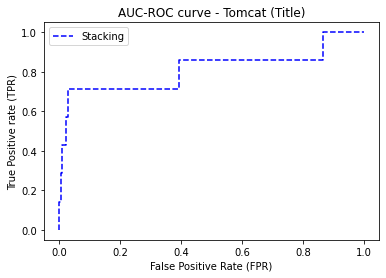 AUC-ROC curve - Tomcat (Title)
Stacking
True Positive rate (TPR)
1.0
0.8
0.6
0.4
0.2
0.0
0.0 0.2 0.4 0.6 0.8 1.0
False Positive Rate (FPR)